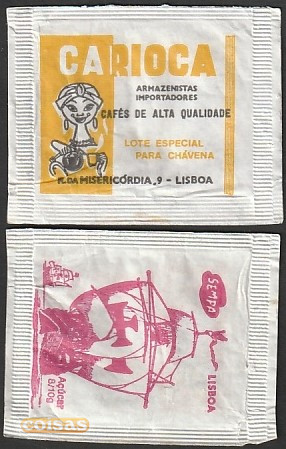 CARIOCA
ARMAZENISTAS
IMPORTADORES
CAFÉS DE ALTA QUALIDADE
LOTE ESPECIAL
PARA CHÁVENA
R. DA MISERICÓRDIA, 9 - LISBOA
SEMPA
LISBOA
Açúcar
8/10g
coisas